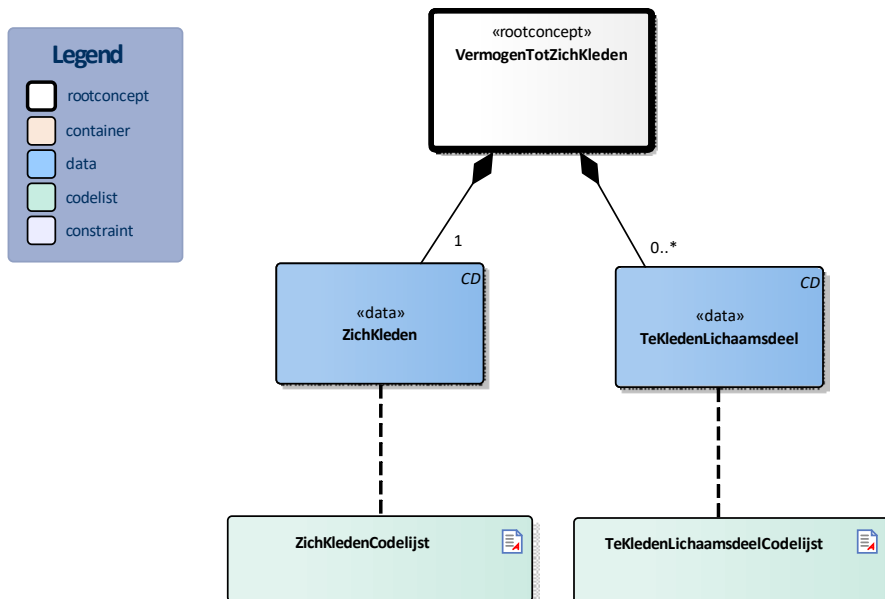 Legend
rootconcept
container
data
codelist
constraint
«rootconcept»
VermogenTotZichKleden
1
0..*
CD
«data»
ZichKleden
CD
«data»
TeKledenLichaamsdeel
ZichKledenCodelijst
TeKledenLichaamsdeelCodelijst